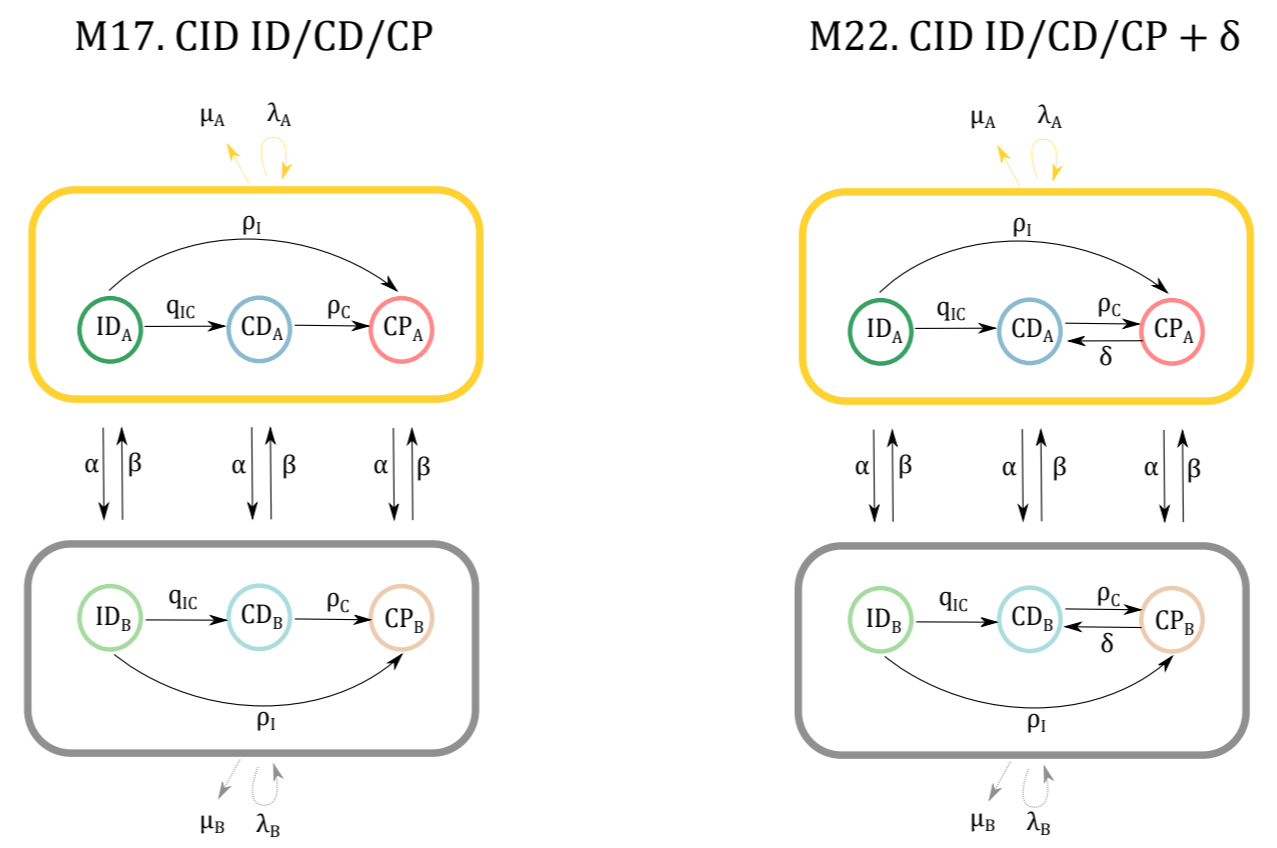 M17. CID ID/CD/CP
M22. CID ID/CD/CP + δ
μA λA
μA λA
ρI
ρI
IDA qIC CDA ρC CPA
IDA qIC CDA ρC δ CPA
α β α β α β
α β α β α β
IDB qIC CDB ρC CPB
IDB qIC CDB ρC δ CPB
ρI
ρI
μB λB
μB λB